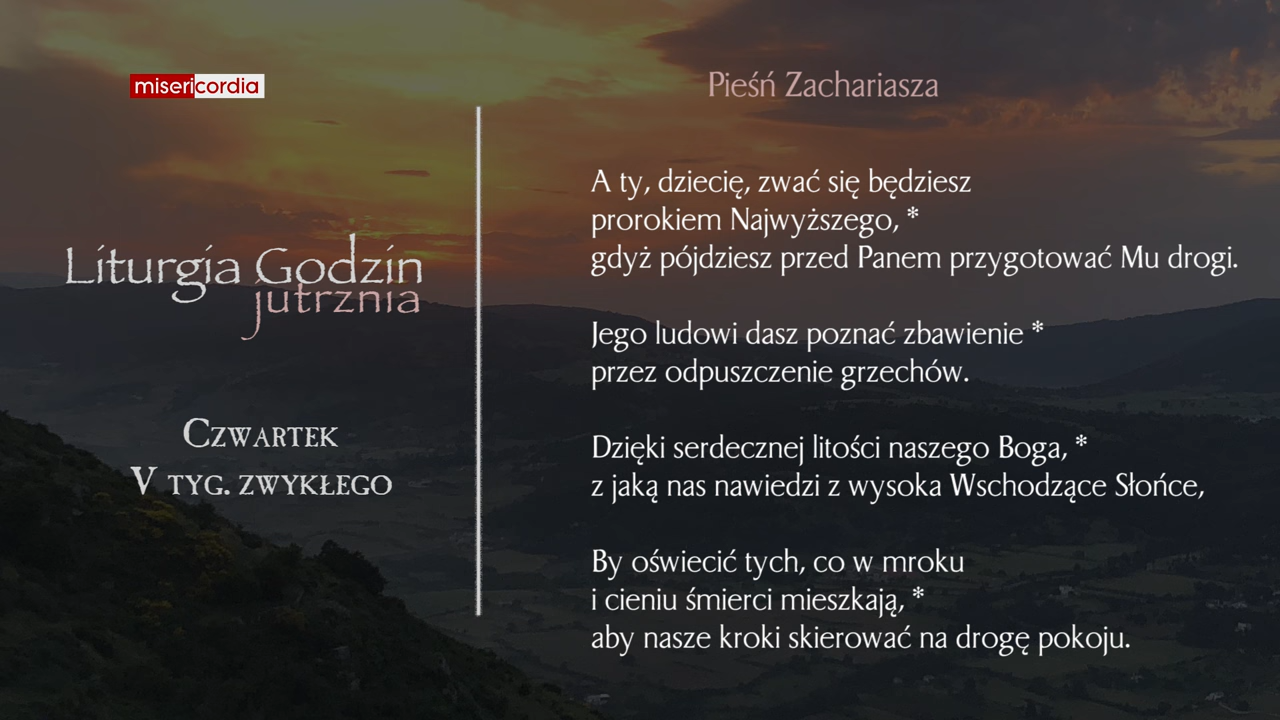 misericordia
Liturgia Godzin
jutrznia
Czwartek
V tyg. zwykłego
Pieśń Zachariasza
A ty, dziecię, zwać się będziesz
prorokiem Najwyższego, *
gdyż pójdziesz przed Panem przygotować Mu drogi.
Jego ludowi dasz poznać zbawienie *
przez odpuszczenie grzechów.
Dzięki serdecznej litości naszego Boga, *
z jaką nas nawiedzi z wysoka Wschodzące Słońce,
By oświecić tych, co w mroku
i cieniu śmierci mieszkają, *
aby nasze kroki skierować na drogę pokoju.